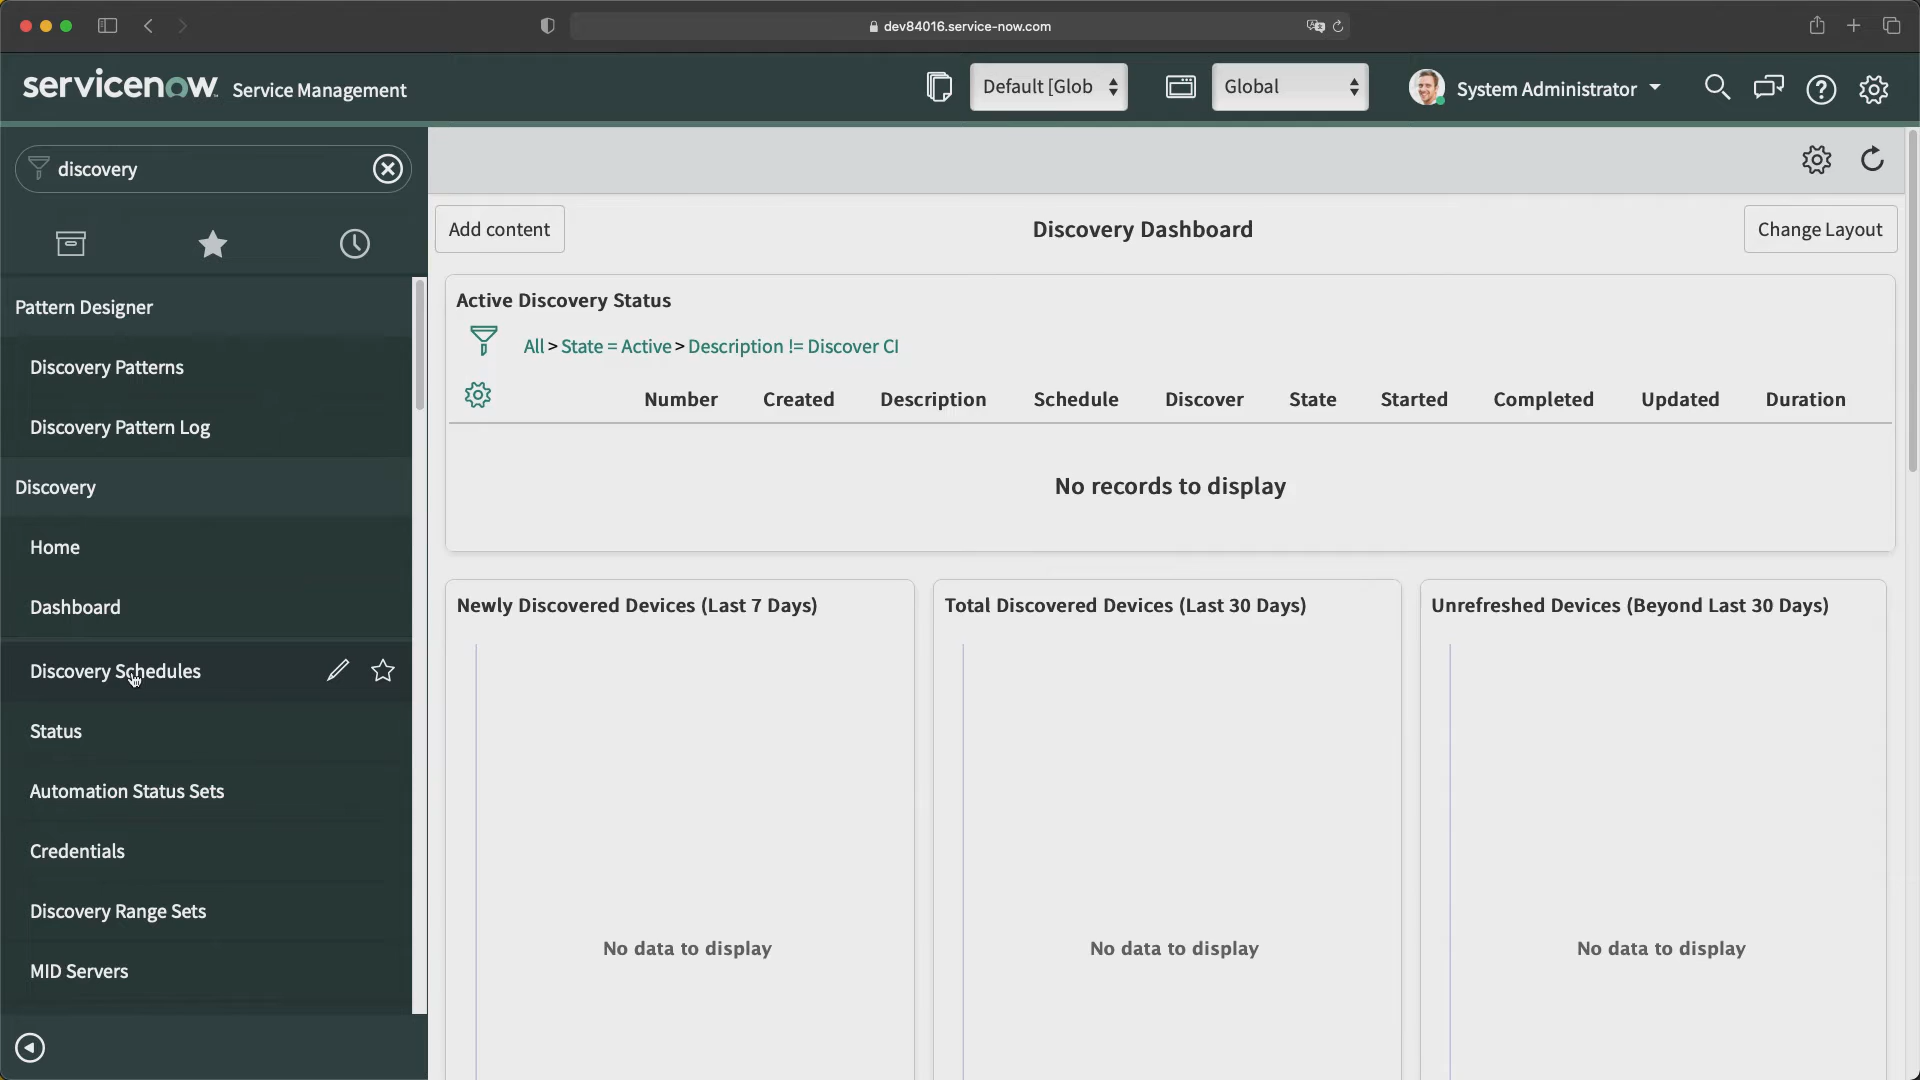 dev84016.service-now.com
servicenow Service Management
Default [Glob
Global
System Administrator
discovery
Pattern Designer
Discovery Patterns
Discovery Pattern Log
Discovery
Home
Dashboard
Discovery Schedules
Status
Automation Status Sets
Credentials
Discovery Range Sets
MID Servers
Add content
Discovery Dashboard
Change Layout
Active Discovery Status
All > State = Active > Description != Discover CI
Number Created Description Schedule Discover State Started Completed Updated Duration
No records to display
Newly Discovered Devices (Last 7 Days)
No data to display
Total Discovered Devices (Last 30 Days)
No data to display
Unrefreshed Devices (Beyond Last 30 Days)
No data to display